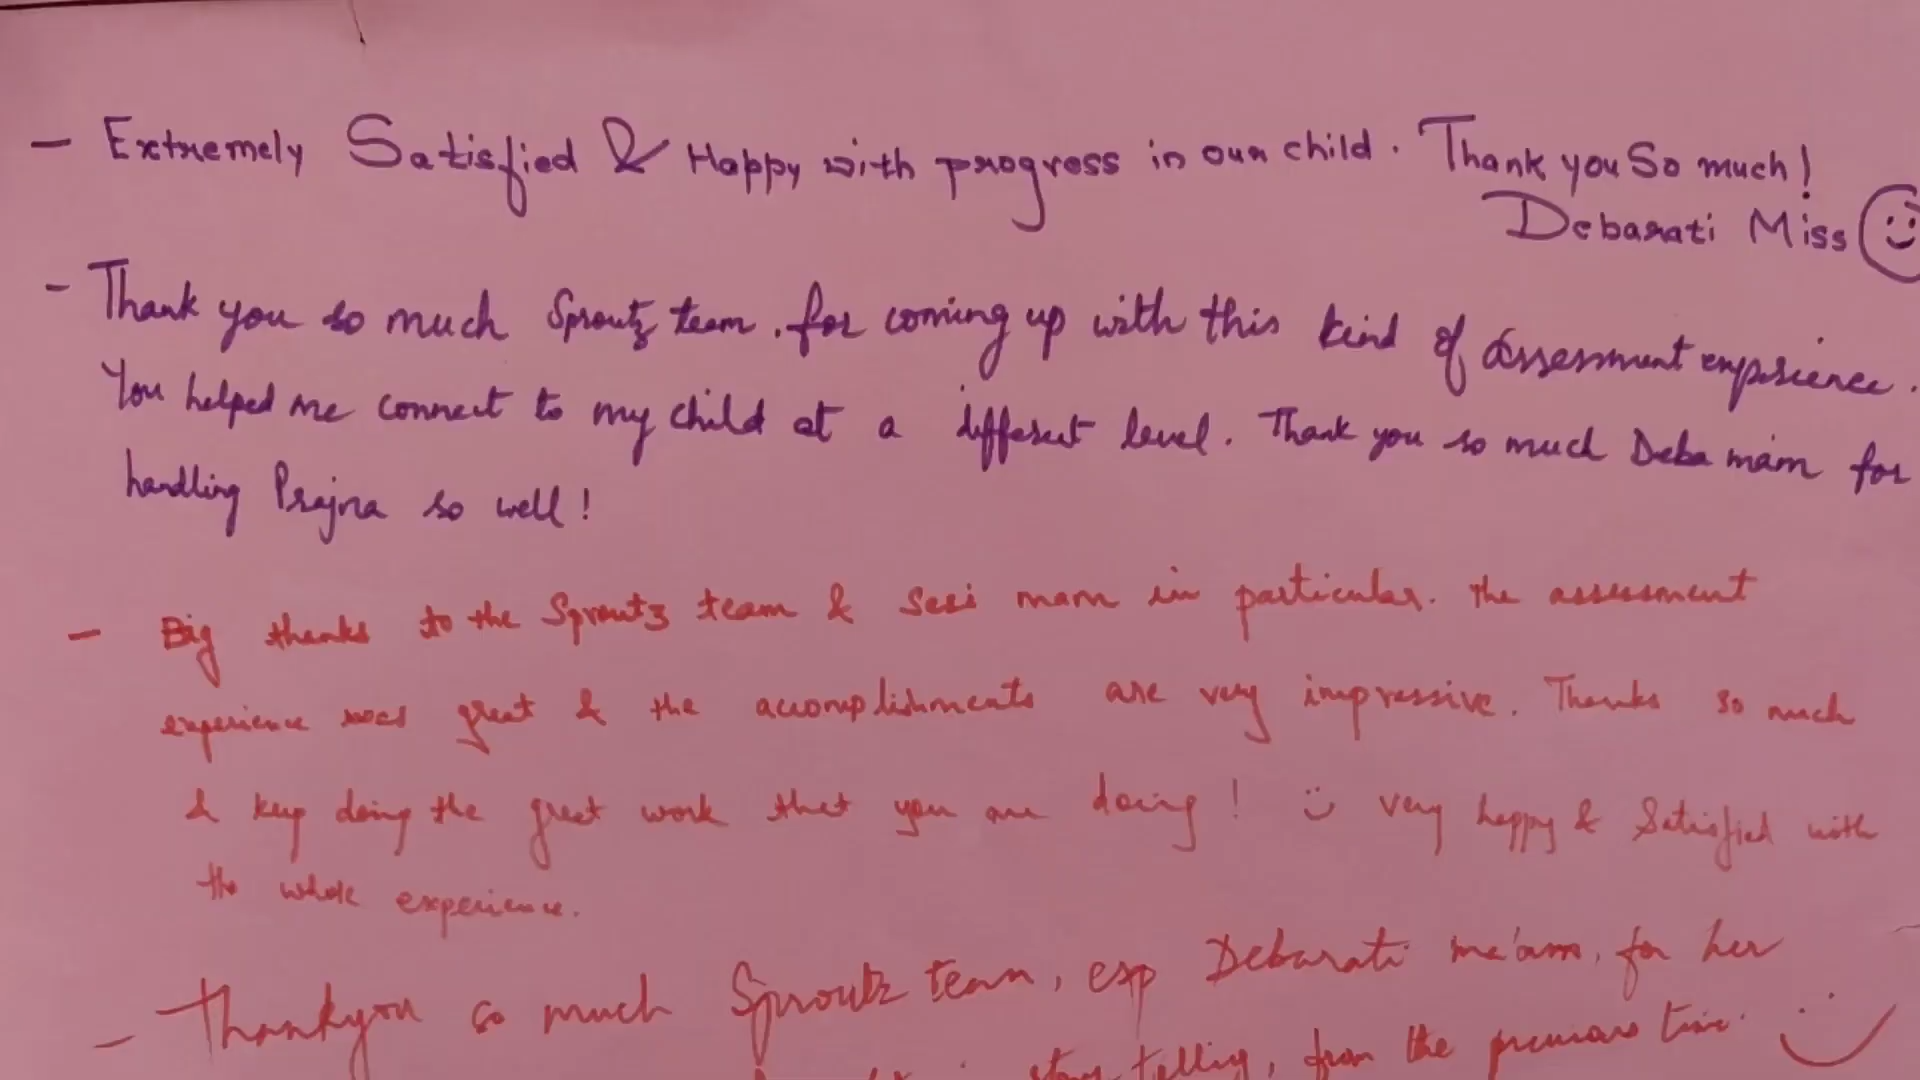 - Extremely Satisfied & Happy with progress in our child. Thank you So much!
Debarati Miss
- Thank you so much Sproutz team, for coming up with this kind of assessment experience.
You helped me connect to my child at a different level. Thank you so much Deba mam for
handling Prajna so well!
- Big thanks to the Sproutz team & Sesi mam in particular. The assessment
experience was great & the accomplishments are very impressive. Thanks so much
& keep doing the great work that you are doing! very happy & Satisfied with
the whole experience.
- Thankyou so much Sproutz team, esp Debarati ma'am, for her
story telling, from the previous time.